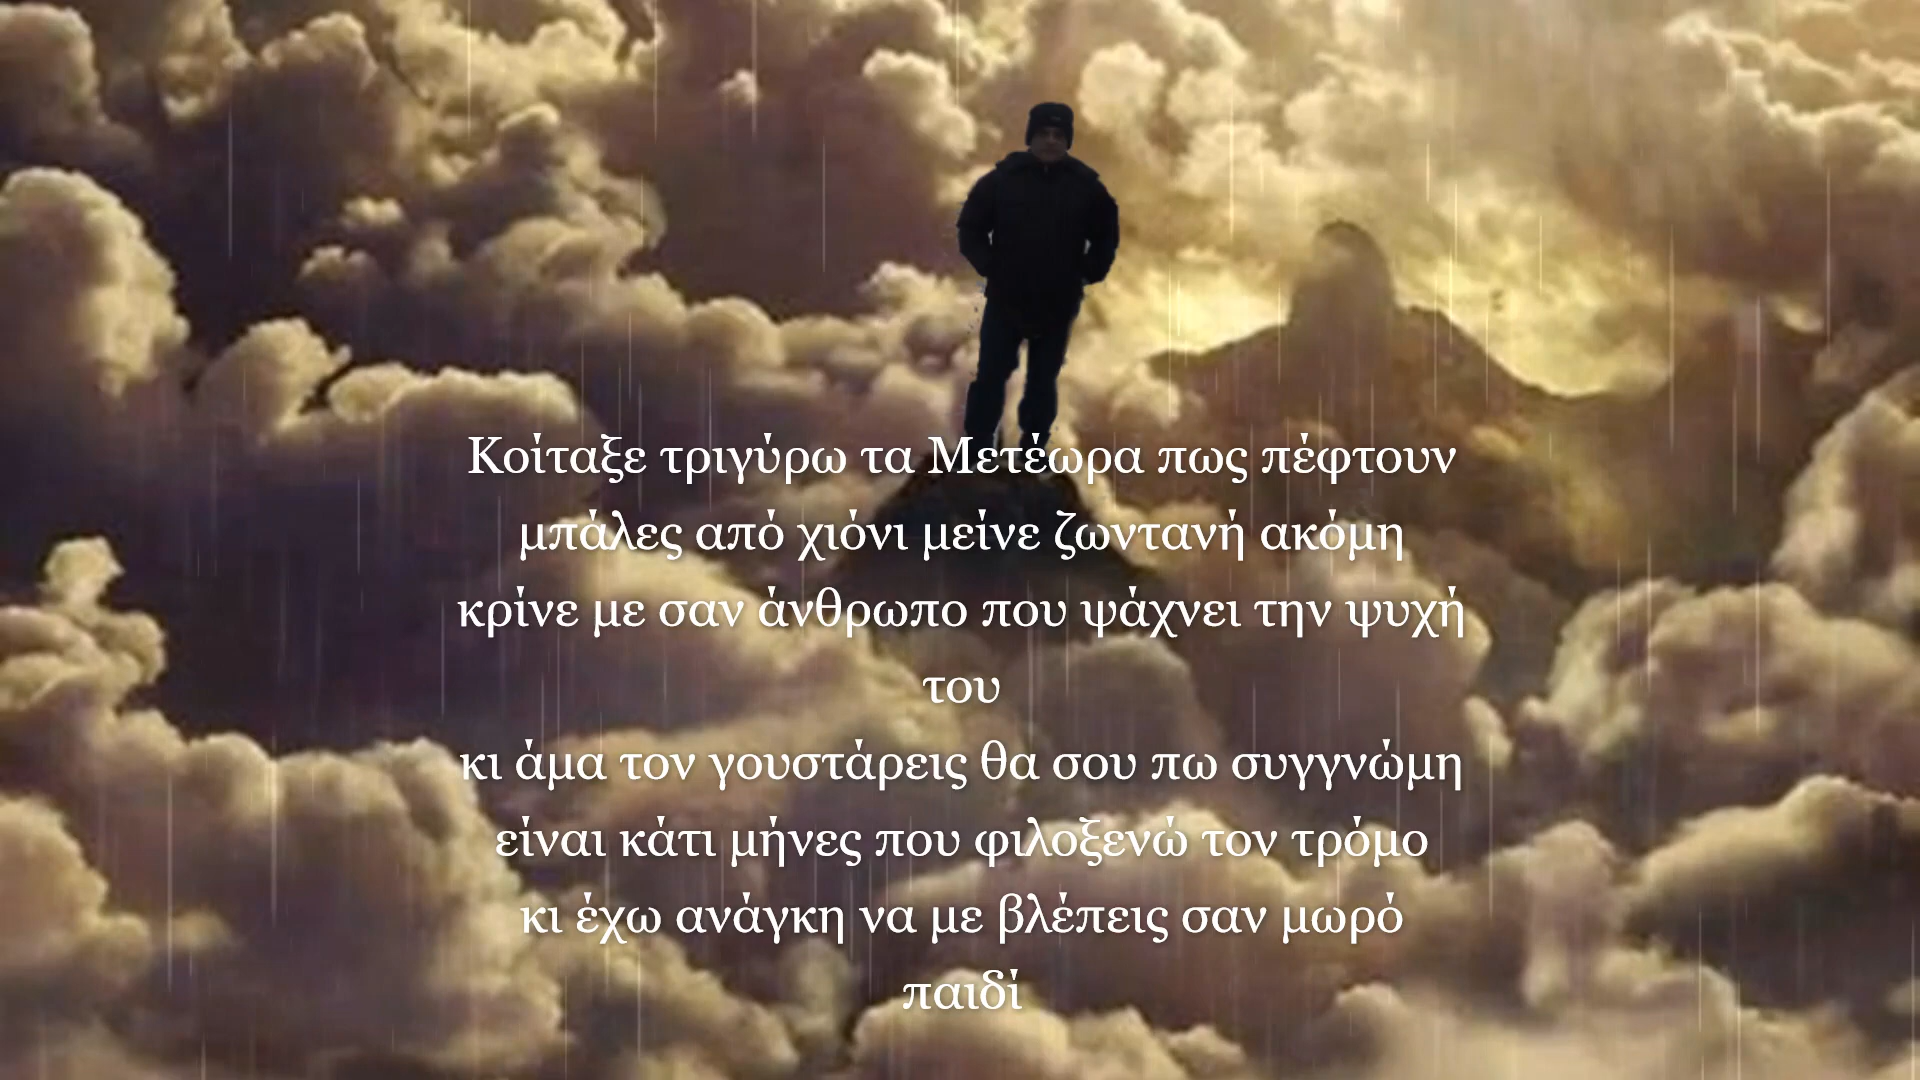 Κοίταξε τριγύρω τα Μετέωρα πως πέφτουν
μπάλες από χιόνι μείνε ζωντανή ακόμη
κρίνε με σαν άνθρωπο που ψάχνει την ψυχή
του
κι άμα τον γουστάρεις θα σου πω συγγνώμη
είναι κάτι μήνες που φιλοξενώ τον τρόμο
κι έχω ανάγκη να με βλέπεις σαν μωρό
παιδί